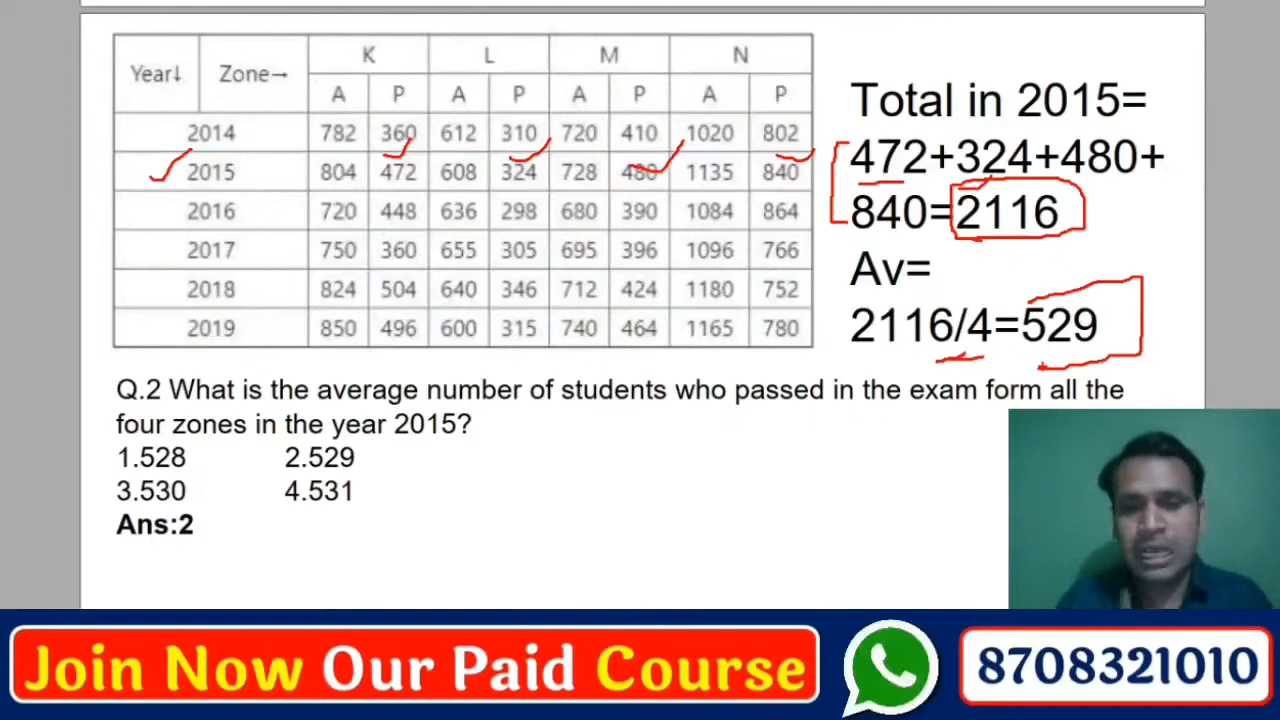 K L M N
Year↓ Zone→
A P A P A P A P
2014 782 360 612 310 720 410 1020 802
2015 804 472 608 324 728 480 1135 840
2016 720 448 636 298 680 390 1084 864
2017 750 360 655 305 695 396 1096 766
2018 824 504 640 346 712 424 1180 752
2019 850 496 600 315 740 464 1165 780
Total in 2015=
472+324+480+
840=2116
Av=
2116/4=529
Q.2 What is the average number of students who passed in the exam form all the
four zones in the year 2015?
1.528 2.529
3.530 4.531
Ans:2
Join Now Our Paid Course
8708321010